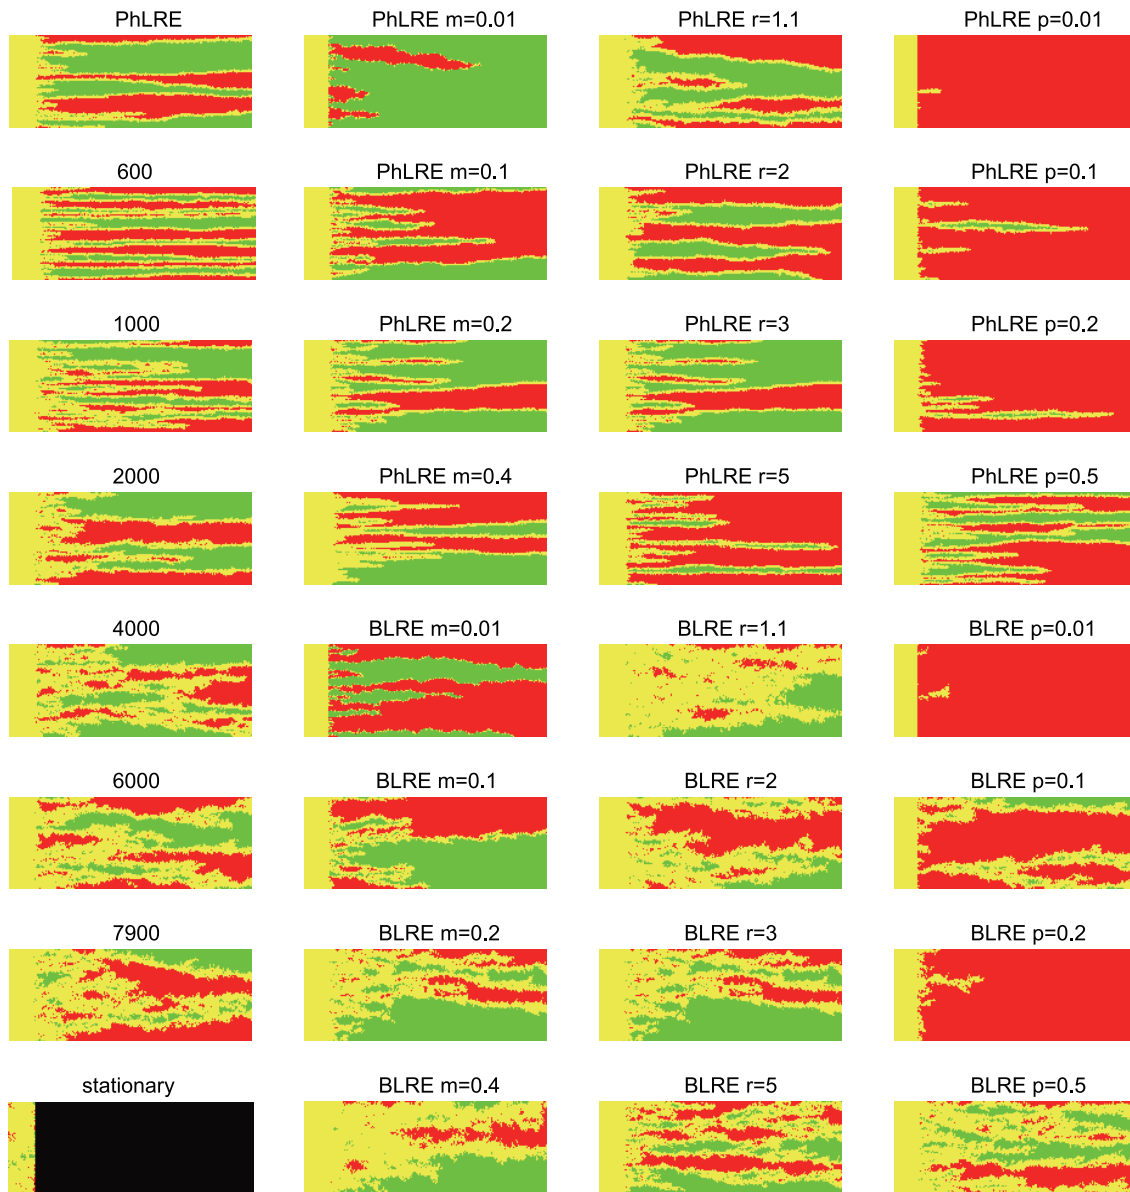 PhLRE PhLRE m=0.01 PhLRE r=1.1 PhLRE p=0.01
600 PhLRE m=0.1 PhLRE r=2 PhLRE p=0.1
1000 PhLRE m=0.2 PhLRE r=3 PhLRE p=0.2
2000 PhLRE m=0.4 PhLRE r=5 PhLRE p=0.5
4000 BLRE m=0.01 BLRE r=1.1 BLRE p=0.01
6000 BLRE m=0.1 BLRE r=2 BLRE p=0.1
7900 BLRE m=0.2 BLRE r=3 BLRE p=0.2
stationary BLRE m=0.4 BLRE r=5 BLRE p=0.5